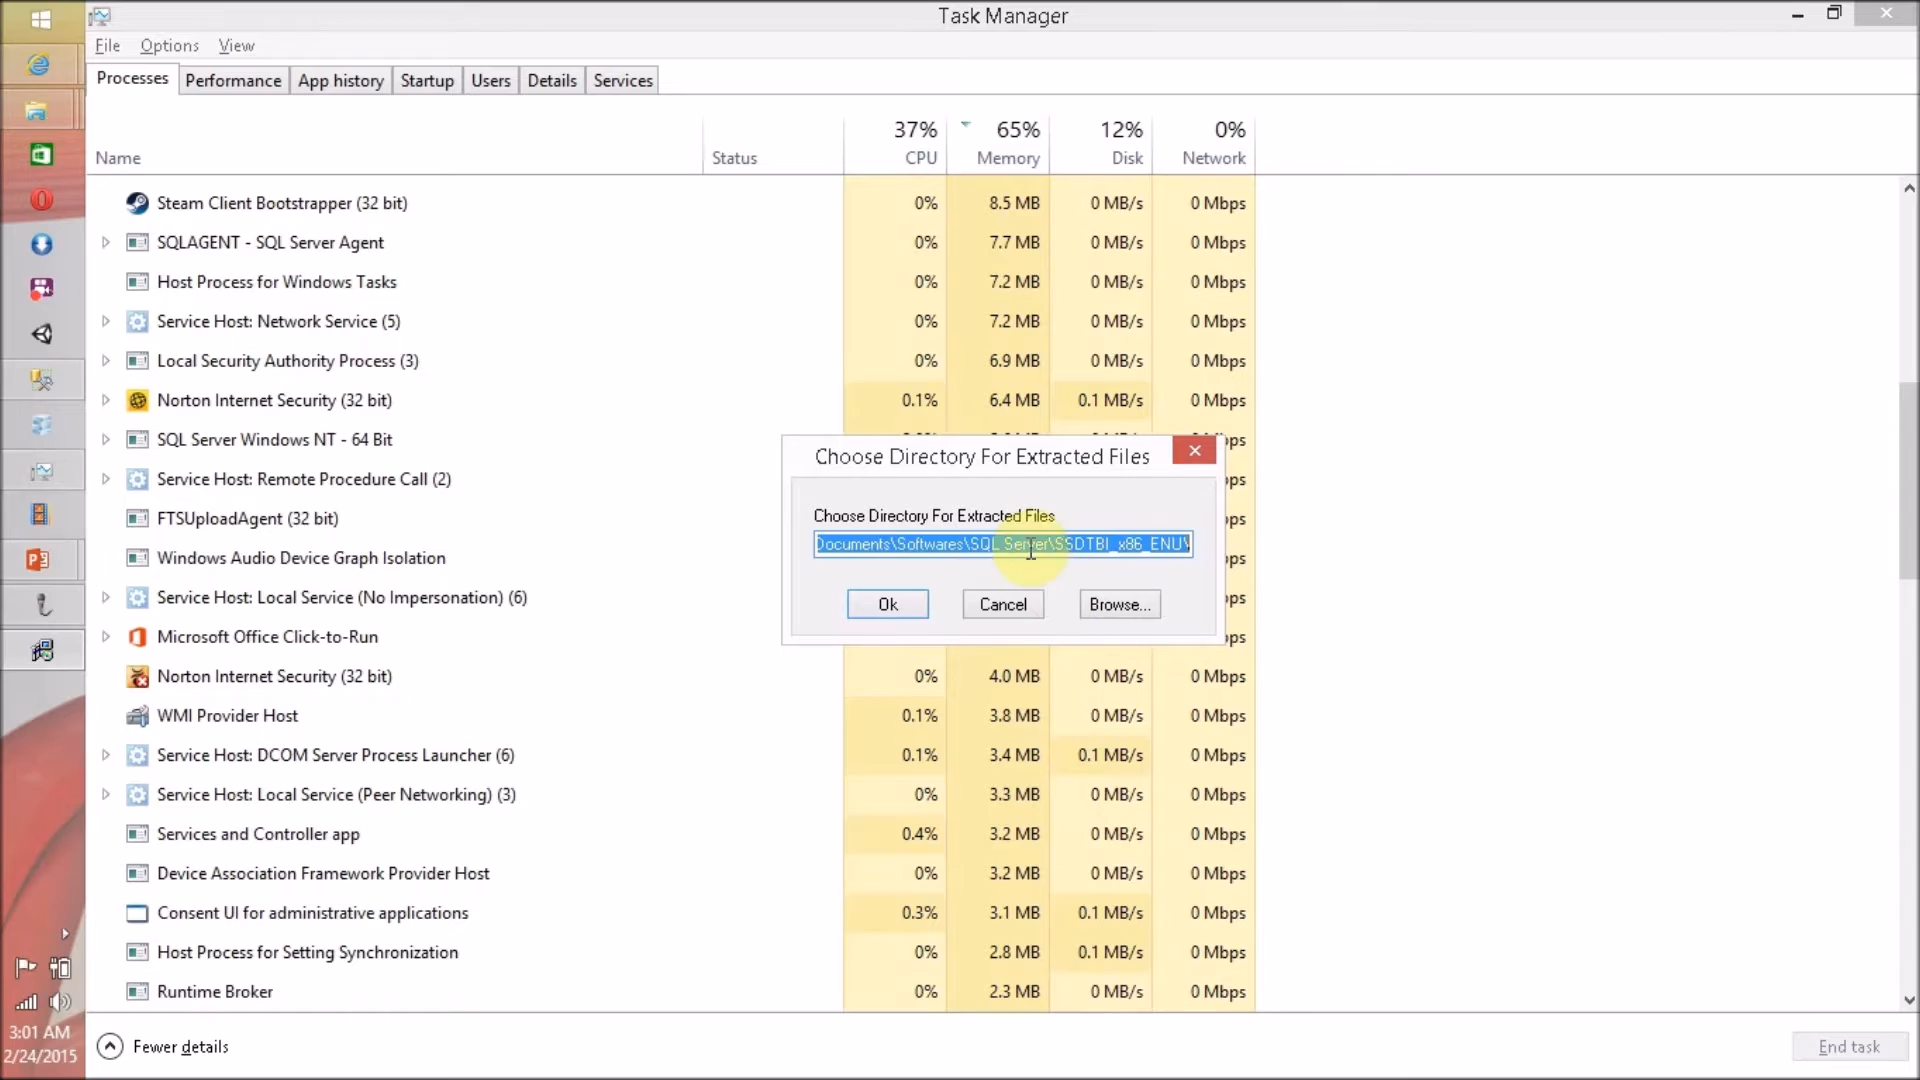 Task Manager
File Options View
Processes Performance App history Startup Users Details Services
37% 65% 12% 0%
Name Status CPU Memory Disk Network
Steam Client Bootstrapper (32 bit) 0% 8.5 MB 0 MB/s 0 Mbps
SQLAGENT - SQL Server Agent 0% 7.7 MB 0 MB/s 0 Mbps
Host Process for Windows Tasks 0% 7.2 MB 0 MB/s 0 Mbps
Service Host: Network Service (5) 0% 7.2 MB 0 MB/s 0 Mbps
Local Security Authority Process (3) 0% 6.9 MB 0 MB/s 0 Mbps
Norton Internet Security (32 bit) 0.1% 6.4 MB 0.1 MB/s 0 Mbps
SQL Server Windows NT - 64 Bit
Service Host: Remote Procedure Call (2)
FTSUploadAgent (32 bit)
Windows Audio Device Graph Isolation
Service Host: Local Service (No Impersonation) (6)
Microsoft Office Click-to-Run
Choose Directory For Extracted Files
Choose Directory For Extracted Files
Documents\Softwares\SQL Server\SSDTBI_x86_ENU\
Ok Cancel Browse...
Norton Internet Security (32 bit) 0% 4.0 MB 0 MB/s 0 Mbps
WMI Provider Host 0.1% 3.8 MB 0 MB/s 0 Mbps
Service Host: DCOM Server Process Launcher (6) 0.1% 3.4 MB 0.1 MB/s 0 Mbps
Service Host: Local Service (Peer Networking) (3) 0% 3.3 MB 0 MB/s 0 Mbps
Services and Controller app 0.4% 3.2 MB 0 MB/s 0 Mbps
Device Association Framework Provider Host 0% 3.2 MB 0 MB/s 0 Mbps
Consent UI for administrative applications 0.3% 3.1 MB 0.1 MB/s 0 Mbps
Host Process for Setting Synchronization 0% 2.8 MB 0.1 MB/s 0 Mbps
Runtime Broker 0% 2.3 MB 0 MB/s 0 Mbps
3:01 AM
2/24/2015
Fewer details
End task